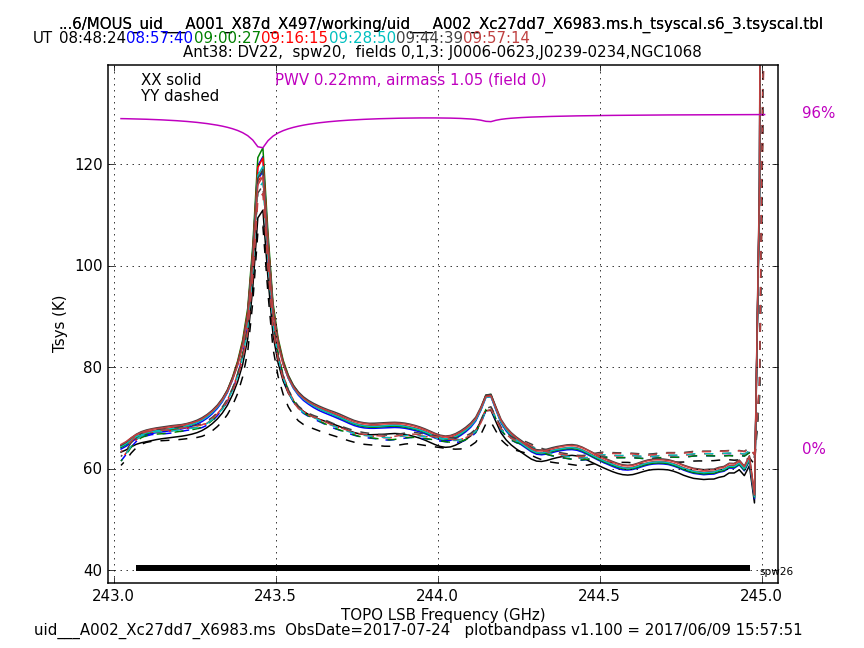 ...6/MOUS_uid___A001_X87d_X497/working/uid___A002_Xc27dd7_X6983.ms.h_tsyscal.s6_3.tsyscal.tbl
UT 08:48:24 08:57:40 09:00:27 09:16:15 09:28:50 09:44:39 09:57:14
Ant38: DV22, spw20, fields 0,1,3: J0006-0623,J0239-0234,NGC1068
XX solid
PWV 0.22mm, airmass 1.05 (field 0)
YY dashed
96%
120
100
Tsys (K)
80
60
0%
40
spw26
243.0 243.5 244.0 244.5 245.0
TOPO LSB Frequency (GHz)
uid___A002_Xc27dd7_X6983.ms ObsDate=2017-07-24 plotbandpass v1.100 = 2017/06/09 15:57:51